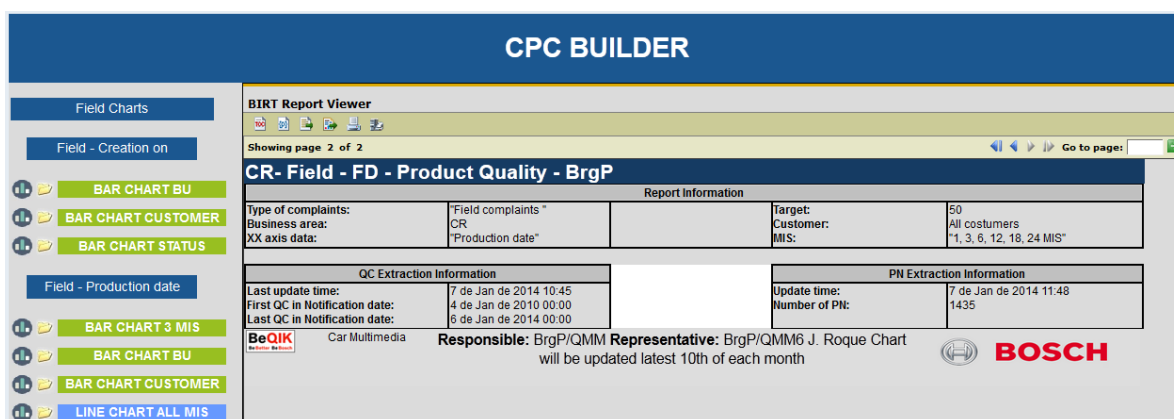 CPC BUILDER
Field Charts
Field - Creation on
BAR CHART BU
BAR CHART CUSTOMER
BAR CHART STATUS
Field - Production date
BAR CHART 3 MIS
BAR CHART BU
BAR CHART CUSTOMER
LINE CHART ALL MIS
BIRT Report Viewer
TOC
Showing page 2 of 2
Go to page:
CR- Field - FD - Product Quality - BrgP
Report Information
Type of complaints: "Field complaints " Target: 50
Business area: CR Customer: All costumers
XX axis data: "Production date" MIS: "1, 3, 6, 12, 18, 24 MIS"
QC Extraction Information
Last update time: 7 de Jan de 2014 10:45
First QC in Notification date: 4 de Jan de 2010 00:00
Last QC in Notification date: 6 de Jan de 2014 00:00
PN Extraction Information
Update time: 7 de Jan de 2014 11:48
Number of PN: 1435
BeQIK
Be Better Be Bosch
Car Multimedia
Responsible: BrgP/QMM Representative: BrgP/QMM6 J. Roque Chart
will be updated latest 10th of each month
BOSCH